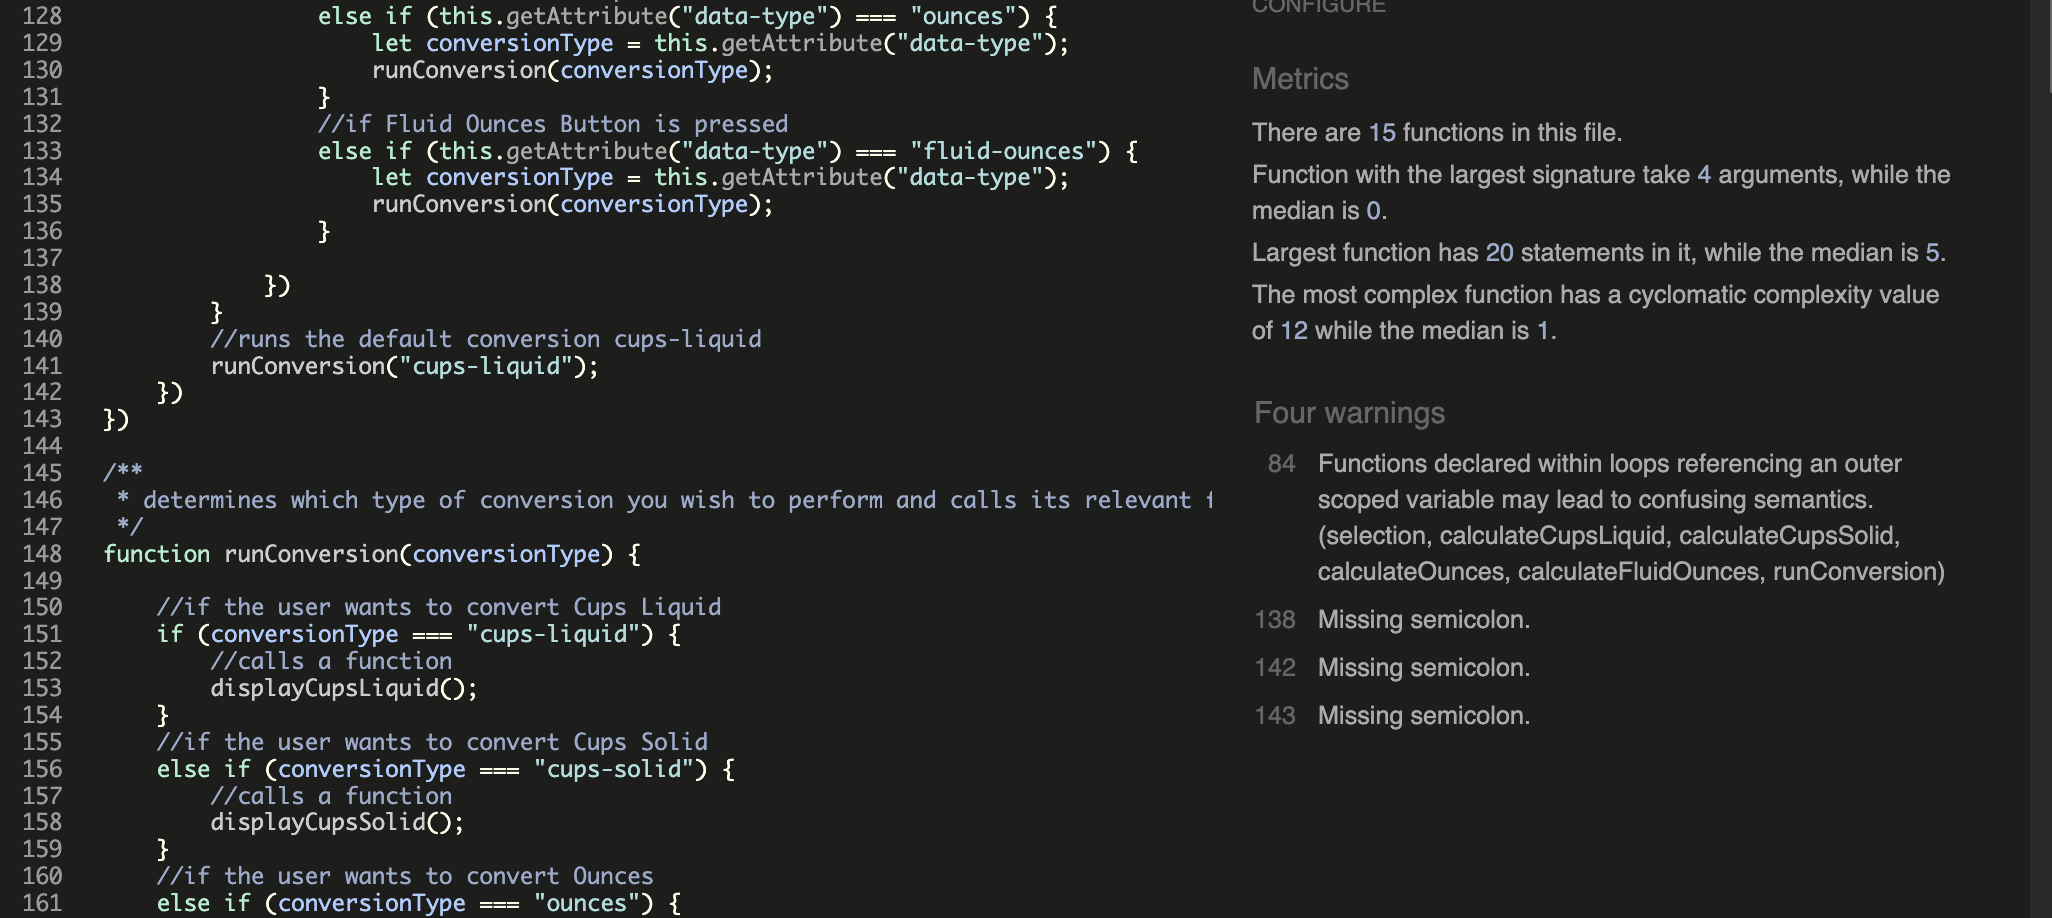 128 else if (this.getAttribute("data-type") === "ounces") {
129 let conversionType = this.getAttribute("data-type");
130 runConversion(conversionType);
131 }
132 //if Fluid Ounces Button is pressed
133 else if (this.getAttribute("data-type") === "fluid-ounces") {
134 let conversionType = this.getAttribute("data-type");
135 runConversion(conversionType);
136 }
137
138 })
139 }
140 //runs the default conversion cups-liquid
141 runConversion("cups-liquid");
142 })
143 })
144
145 /**
146 * determines which type of conversion you wish to perform and calls its relevant
147 */
148 function runConversion(conversionType) {
149
150 //if the user wants to convert Cups Liquid
151 if (conversionType === "cups-liquid") {
152 //calls a function
153 displayCupsLiquid();
154 }
155 //if the user wants to convert Cups Solid
156 else if (conversionType === "cups-solid") {
157 //calls a function
158 displayCupsSolid();
159 }
160 //if the user wants to convert Ounces
161 else if (conversionType === "ounces") {
CONFIGURE
Metrics
There are 15 functions in this file.
Function with the largest signature take 4 arguments, while the
median is 0.
Largest function has 20 statements in it, while the median is 5.
The most complex function has a cyclomatic complexity value
of 12 while the median is 1.
Four warnings
84 Functions declared within loops referencing an outer
scoped variable may lead to confusing semantics.
(selection, calculateCupsLiquid, calculateCupsSolid,
calculateOunces, calculateFluidOunces, runConversion)
138 Missing semicolon.
142 Missing semicolon.
143 Missing semicolon.